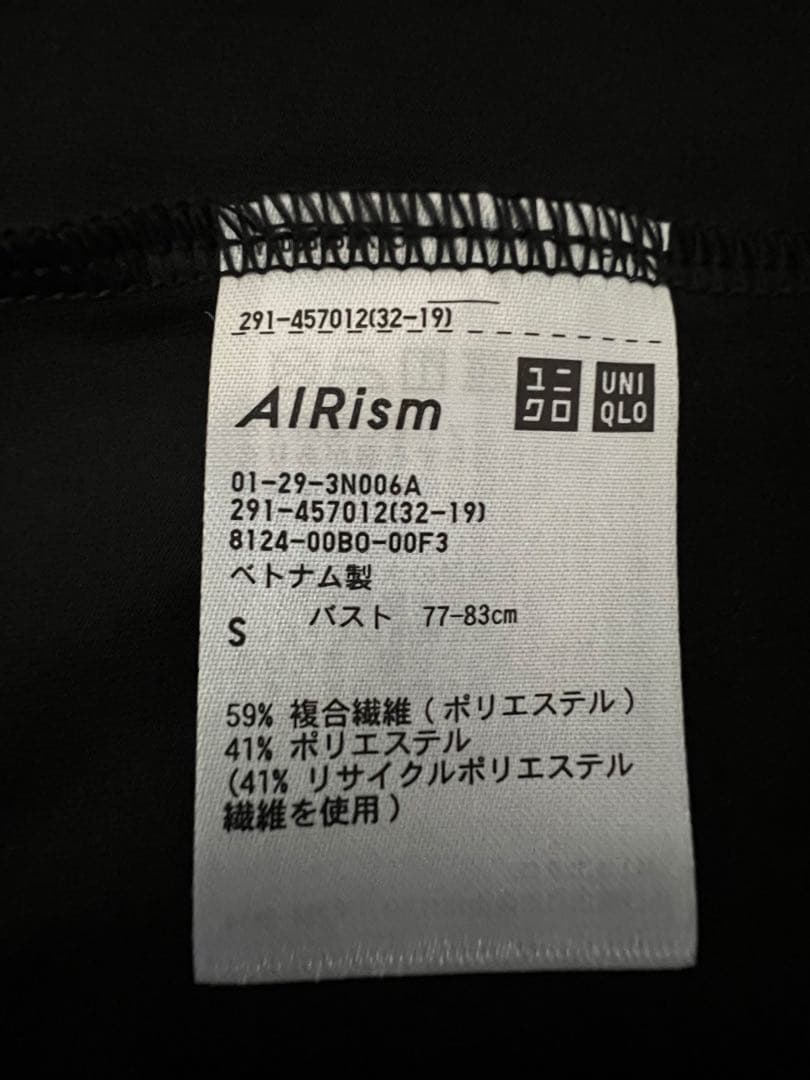 291-457012(32-19)
AIRism
ユニ
クロ
UNI
QLO
01-29-3N006A
291-457012(32-19)
8124-00B0-00F3
ベトナム製
S バスト 77-83cm
59% 複合繊維(ポリエステル)
41% ポリエステル
(41% リサイクルポリエステル
繊維を使用)